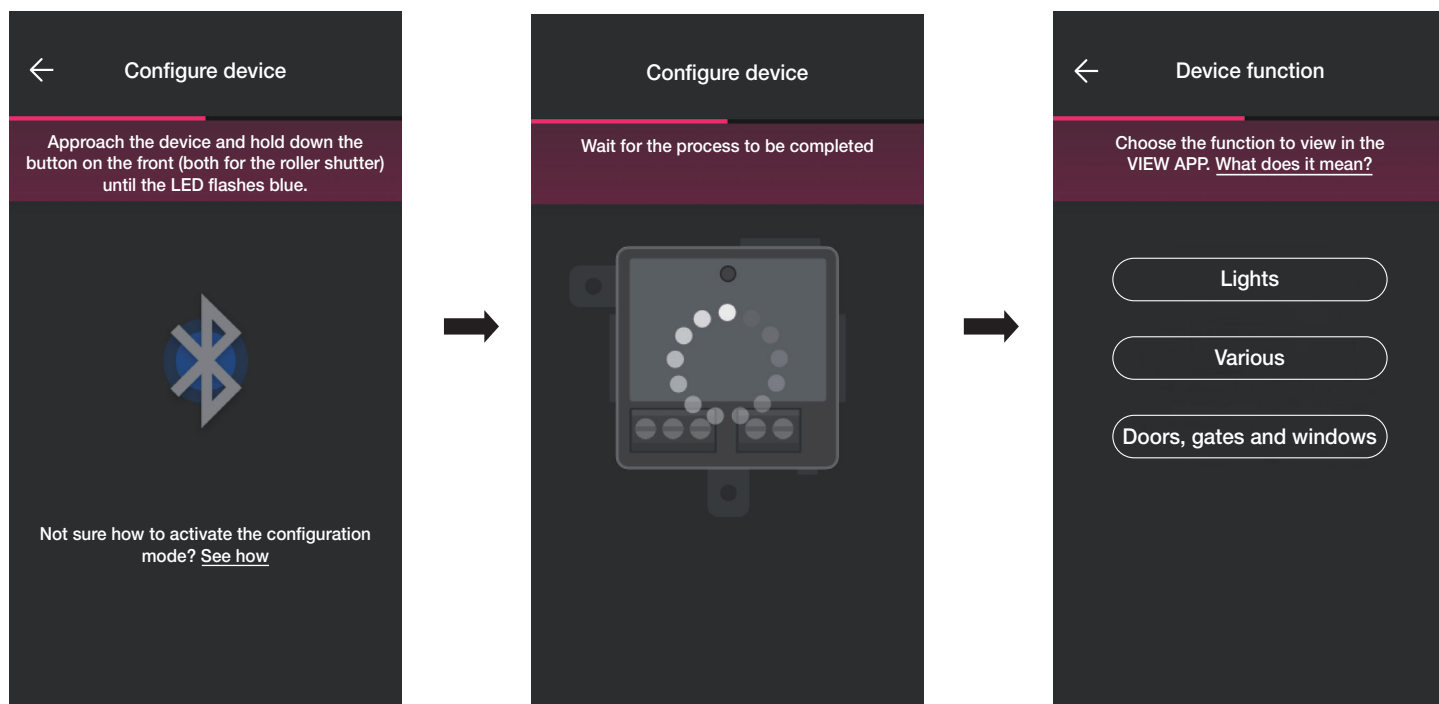 Configure device
Approach the device and hold down the
button on the front (both for the roller shutter)
until the LED flashes blue.
Not sure how to activate the configuration
mode? See how
Configure device
Wait for the process to be completed
Device function
Choose the function to view in the
VIEW APP. What does it mean?
Lights
Various
Doors, gates and windows